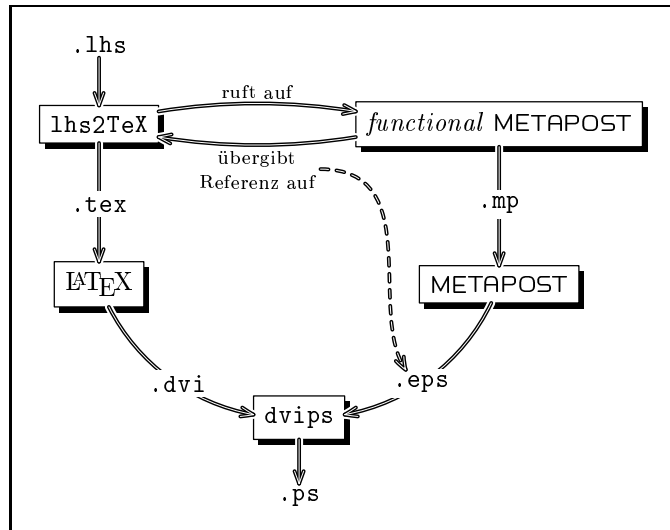 .lhs
ruft auf
lhs2TeX
functional METAPOST
übergibt
Referenz auf
.tex
.mp
LATEX
METAPOST
.dvi
.eps
dvips
.ps